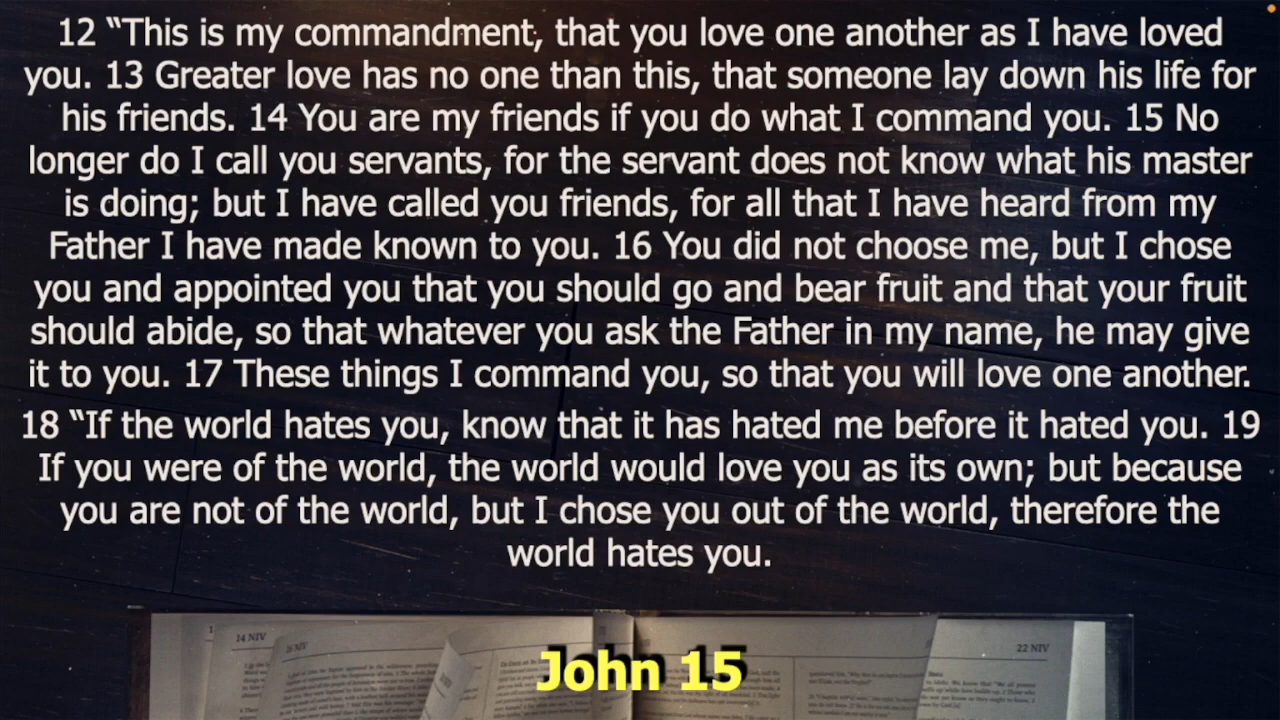 12 “This is my commandment, that you love one another as I have loved
you. 13 Greater love has no one than this, that someone lay down his life for
his friends. 14 You are my friends if you do what I command you. 15 No
longer do I call you servants, for the servant does not know what his master
is doing; but I have called you friends, for all that I have heard from my
Father I have made known to you. 16 You did not choose me, but I chose
you and appointed you that you should go and bear fruit and that your fruit
should abide, so that whatever you ask the Father in my name, he may give
it to you. 17 These things I command you, so that you will love one another.
18 “If the world hates you, know that it has hated me before it hated you. 19
If you were of the world, the world would love you as its own; but because
you are not of the world, but I chose you out of the world, therefore the
world hates you.
14 NIV
16 NIV
22 NIV
John 15